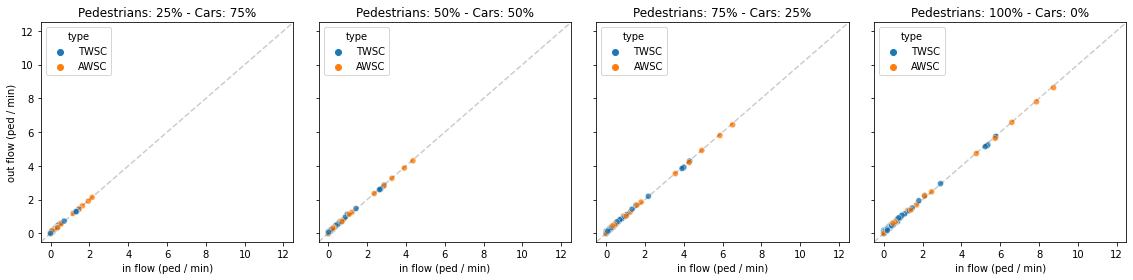 Pedestrians: 25% - Cars: 75%
Pedestrians: 50% - Cars: 50%
Pedestrians: 75% - Cars: 25%
Pedestrians: 100% - Cars: 0%
type
TWSC
AWSC
type
TWSC
AWSC
type
TWSC
AWSC
type
TWSC
AWSC
out flow (ped / min)
12
10
8
6
4
2
0
0 2 4 6 8 10 12
0 2 4 6 8 10 12
0 2 4 6 8 10 12
0 2 4 6 8 10 12
in flow (ped / min)
in flow (ped / min)
in flow (ped / min)
in flow (ped / min)